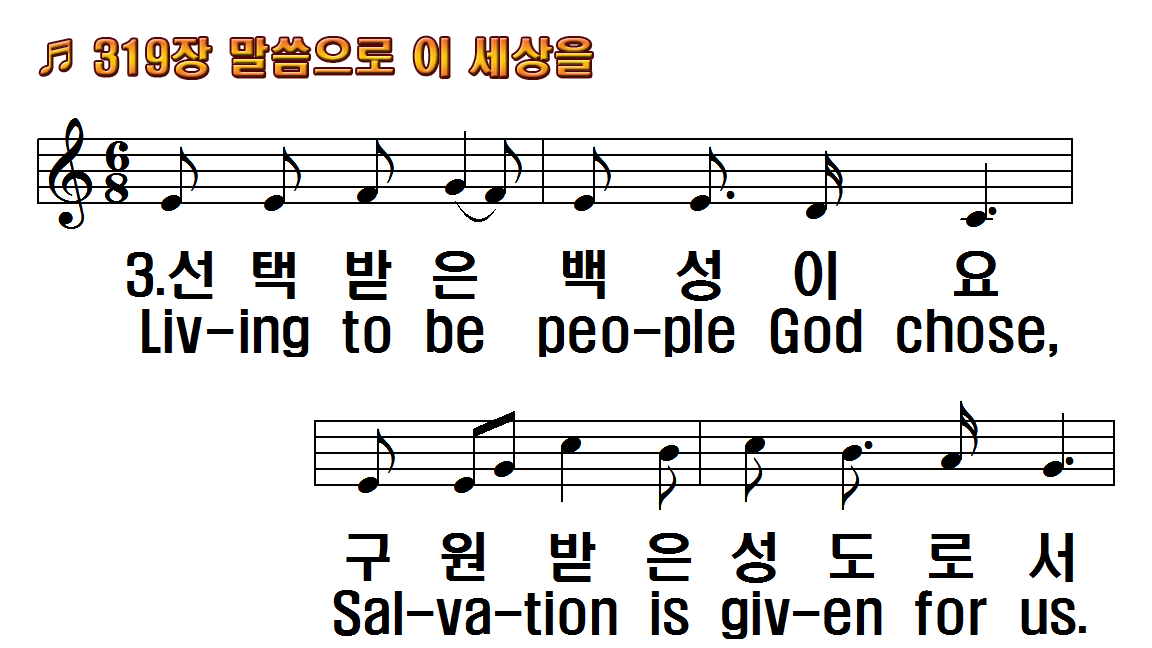 ♬ 319장 말씀으로 이 세상을
6
8
3.선 택 받 은 백 성 이 요
Liv-ing to be peo-ple God chose,
구 원 받 은 성 도 로 서
Sal-va-tion is giv-en for us.